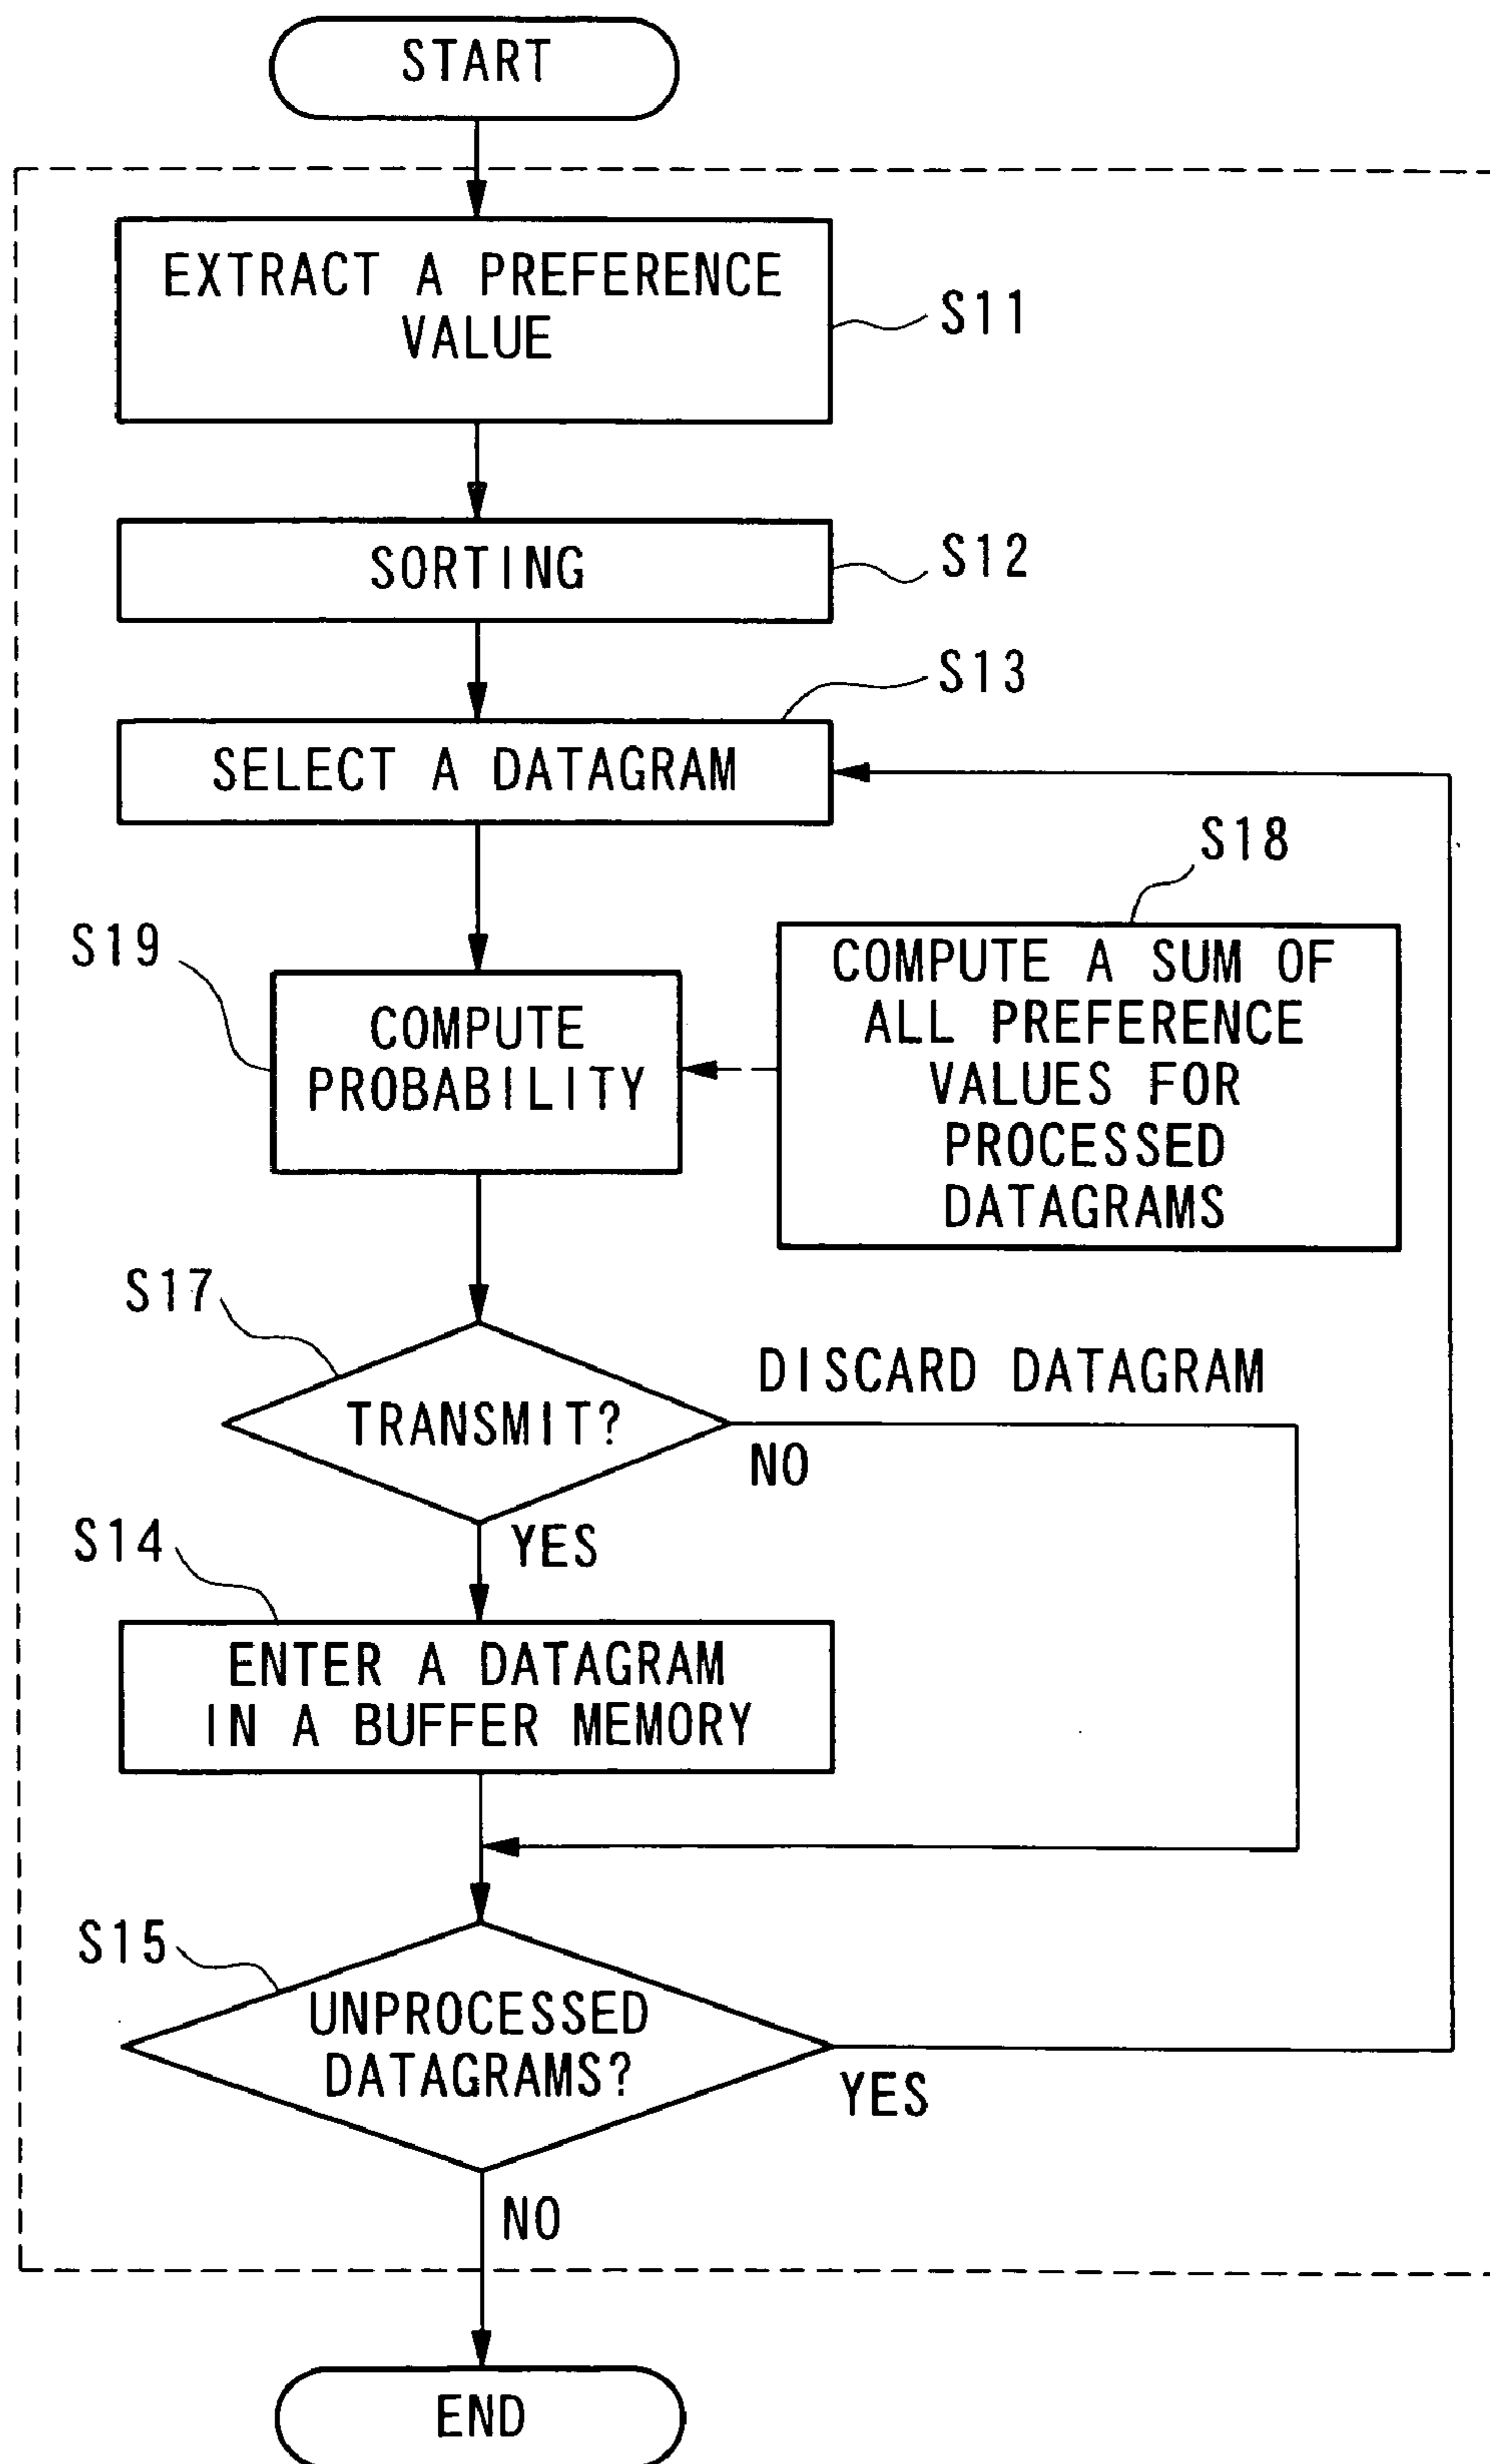 START
EXTRACT A PREFERENCE
VALUE
S11
SORTING
S12
S13
SELECT A DATAGRAM
S18
S19
COMPUTE
PROBABILITY
COMPUTE A SUM OF
ALL PREFERENCE
VALUES FOR
PROCESSED
DATAGRAMS
S17
DISCARD DATAGRAM
TRANSMIT?
NO
YES
S14
ENTER A DATAGRAM
IN A BUFFER MEMORY
S15
UNPROCESSED
DATAGRAMS?
YES
NO
END